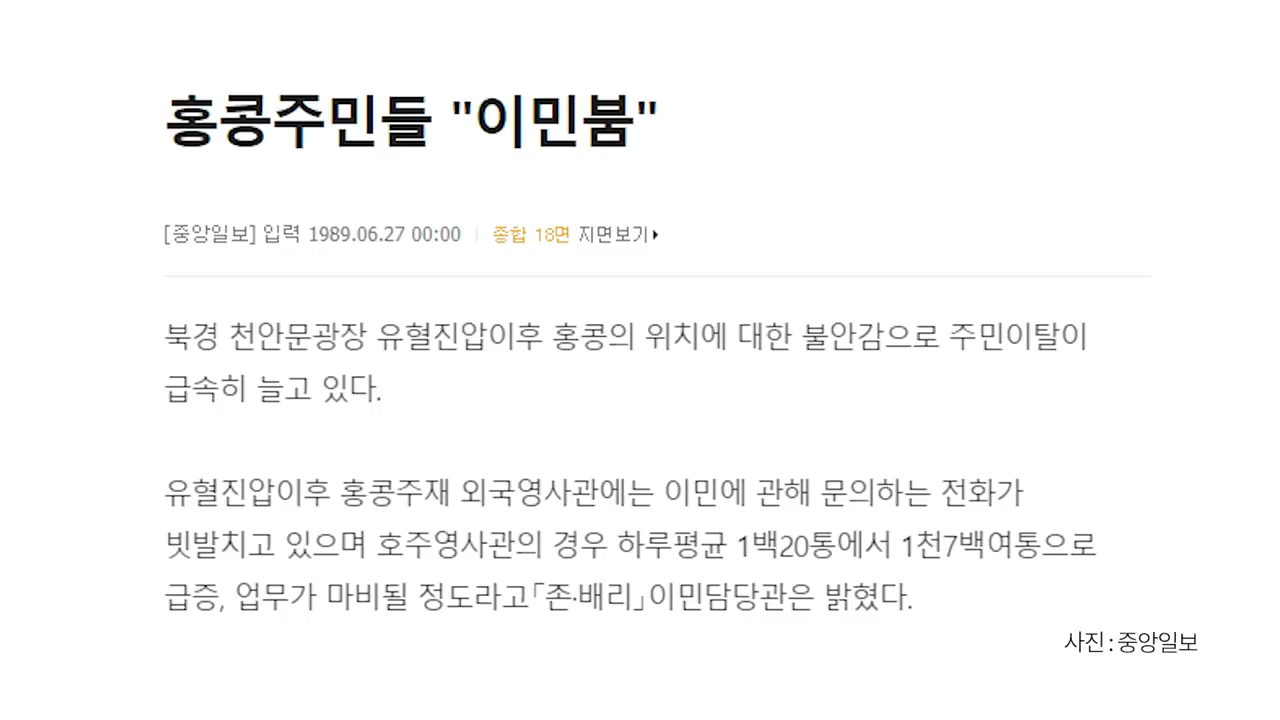 홍콩주민들 "이민붐"
[중앙일보] 입력 1989.06.27 00:00 | 종합 18면 지면보기
북경 천안문광장 유혈진압이후 홍콩의 위치에 대한 불안감으로 주민이탈이
급속히 늘고 있다.
유혈진압이후 홍콩주재 외국영사관에는 이민에 관해 문의하는 전화가
빗발치고 있으며 호주영사관의 경우 하루평균 1백20통에서 1천7백여통으로
급증, 업무가 마비될 정도라고「존·배리」이민담당관은 밝혔다.
사진 : 중앙일보